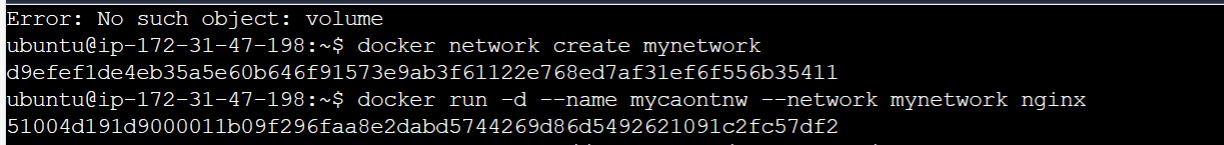 Error: No such object: volume
ubuntu@ip-172-31-47-198:~$ docker network create mynetwork
d9efef1de4eb35a5e60b646f91573e9ab3f61122e768ed7af31ef6f556b35411
ubuntu@ip-172-31-47-198:~$ docker run -d --name mycaontnw --network mynetwork nginx
51004d191d9000011b09f296faa8e2dabd5744269d86d5492621091c2fc57df2